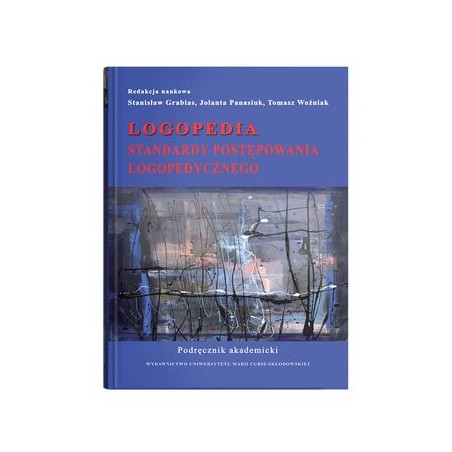 Redakcja naukowa
Stanisław Grabias, Jolanta Panasiuk, Tomasz Woźniak
LOGOPEDIA
STANDARDY POSTĘPOWANIA
LOGOPEDYCZNEGO
Podręcznik akademicki
WYDAWNICTWO UNIWERSYTETU MARII CURIE-SKŁODOWSKIEJ